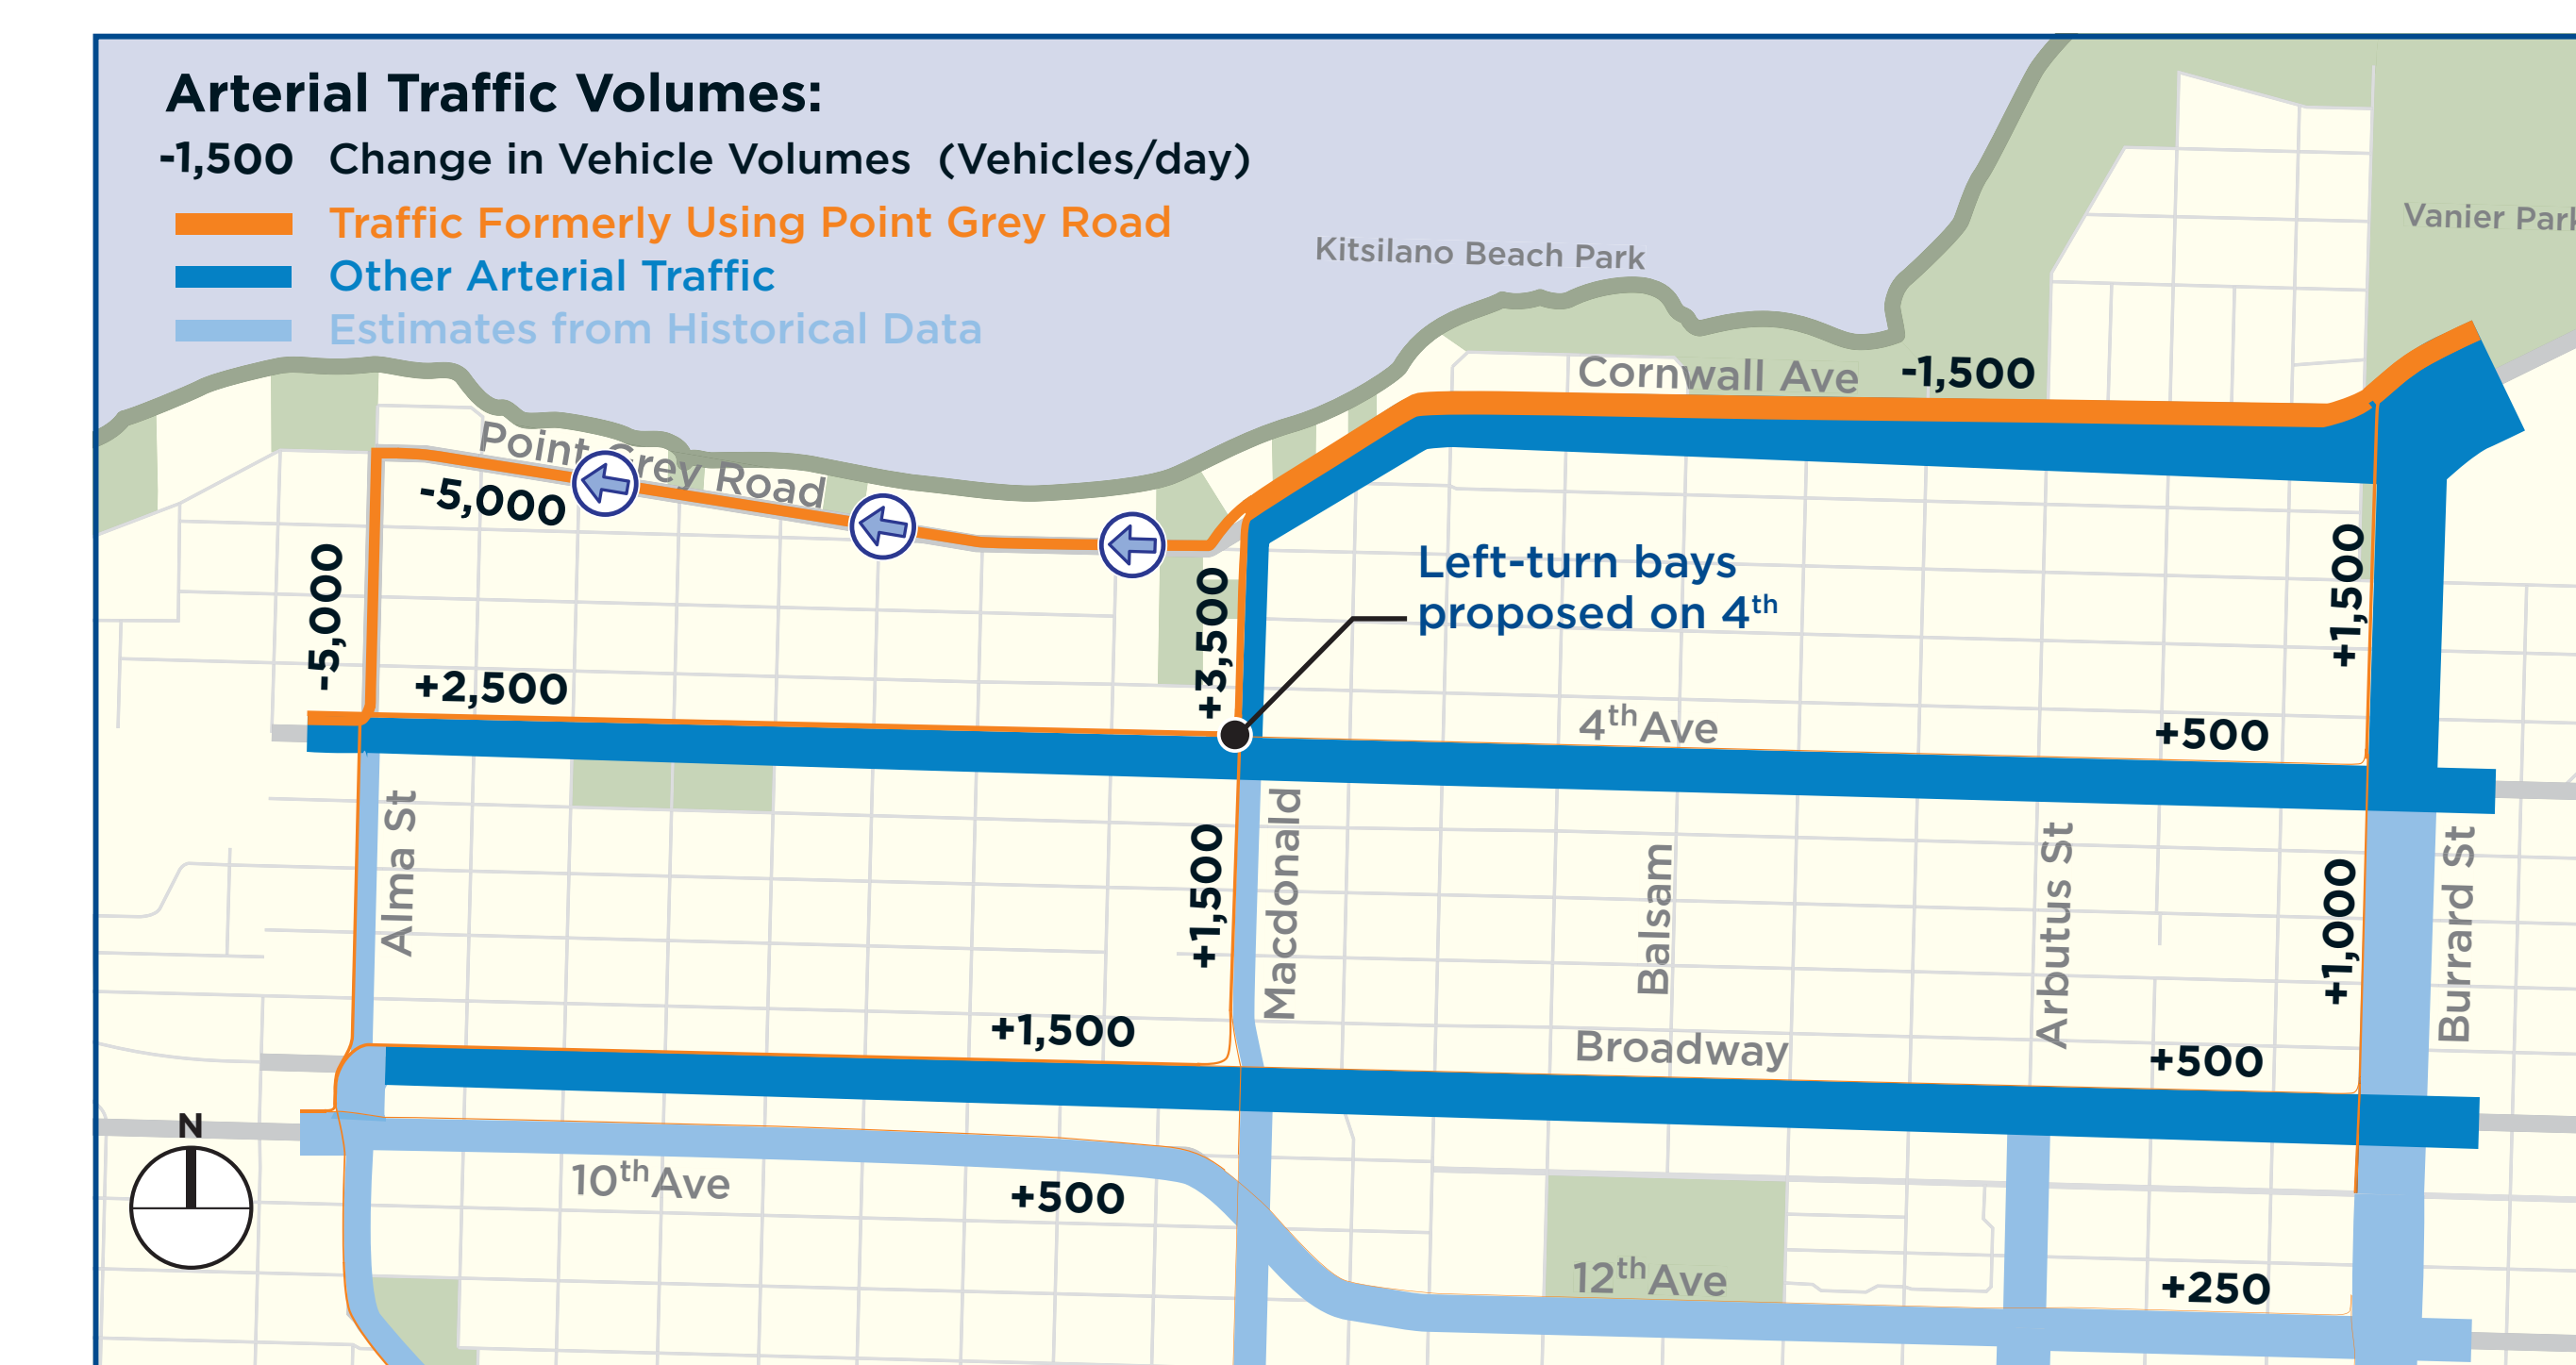 Arterial Traffic Volumes:
-1,500 Change in Vehicle Volumes (Vehicles/day)
Traffic Formerly Using Point Grey Road
Other Arterial Traffic
Estimates from Historical Data
Vanier Park
Kitsilano Beach Park
Cornwall Ave -1,500
Point Grey Road
-5,000
-5,000
+2,500
+3,500
Left-turn bays
proposed on 4th
+1,500
4th Ave
+500
Alma St
+1,500
Macdonald
Balsam
Arbutus St
+1,000
Burrard St
+1,500
Broadway
+500
N
10th Ave
+500
12th Ave
+250